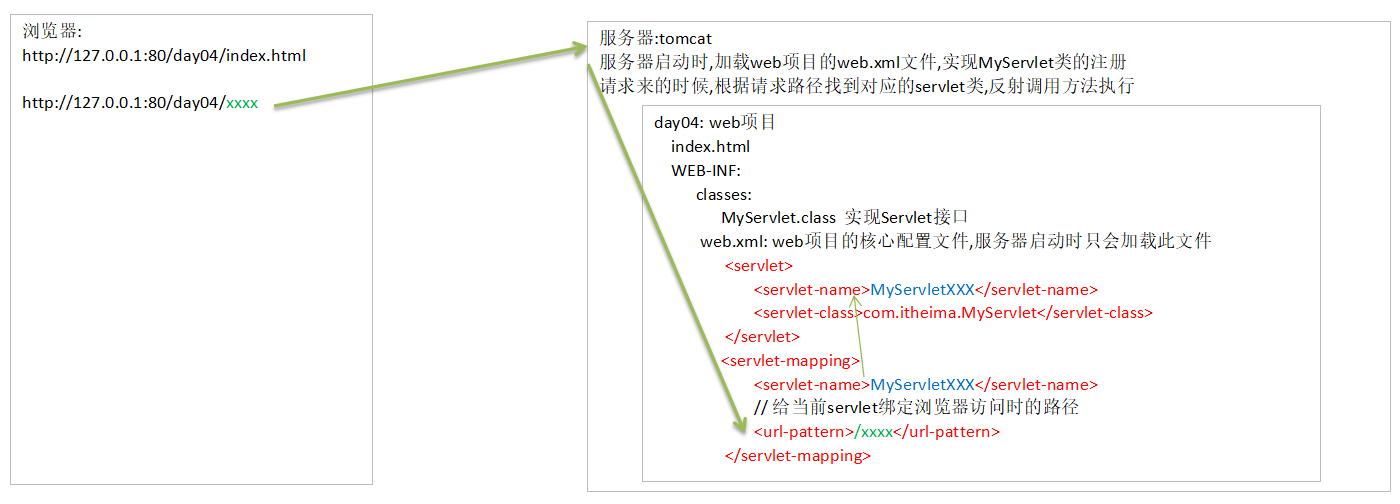 浏览器:
http://127.0.0.1:80/day04/index.html
http://127.0.0.1:80/day04/xxxx
服务器:tomcat
服务器启动时,加载web项目的web.xml文件,实现MyServlet类的注册
请求来的时候,根据请求路径找到对应的servlet类,反射调用方法执行
day04: web项目
index.html
WEB-INF:
classes:
MyServlet.class 实现Servlet接口
web.xml: web项目的核心配置文件,服务器启动时只会加载此文件
<servlet>
<servlet-name>MyServletXXX</servlet-name>
<servlet-class>com.itheima.MyServlet</servlet-class>
</servlet>
<servlet-mapping>
<servlet-name>MyServletXXX</servlet-name>
// 给当前servlet绑定浏览器访问时的路径
<url-pattern>/xxxx</url-pattern>
</servlet-mapping>